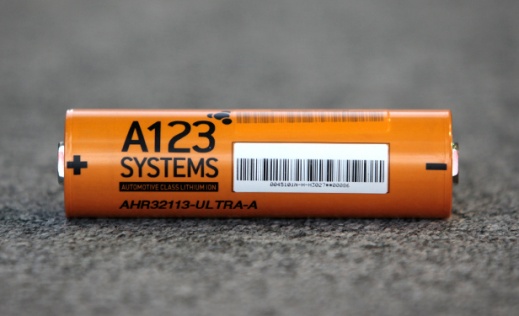 A123
SYSTEMS
AUTOMOTIVE CLASS LITHIUM ION
AHR32113-ULTRA-A
+
-